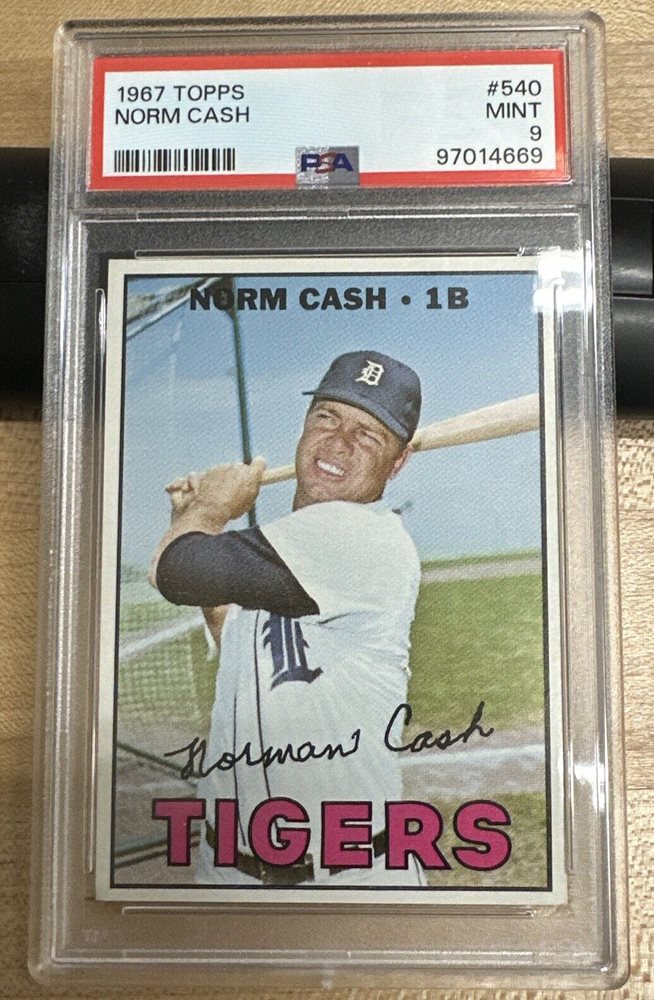 1967 TOPPS #540
NORM CASH MINT
9
PSA 97014669
NORM CASH • 1B
D
Norman Cash
TIGERS